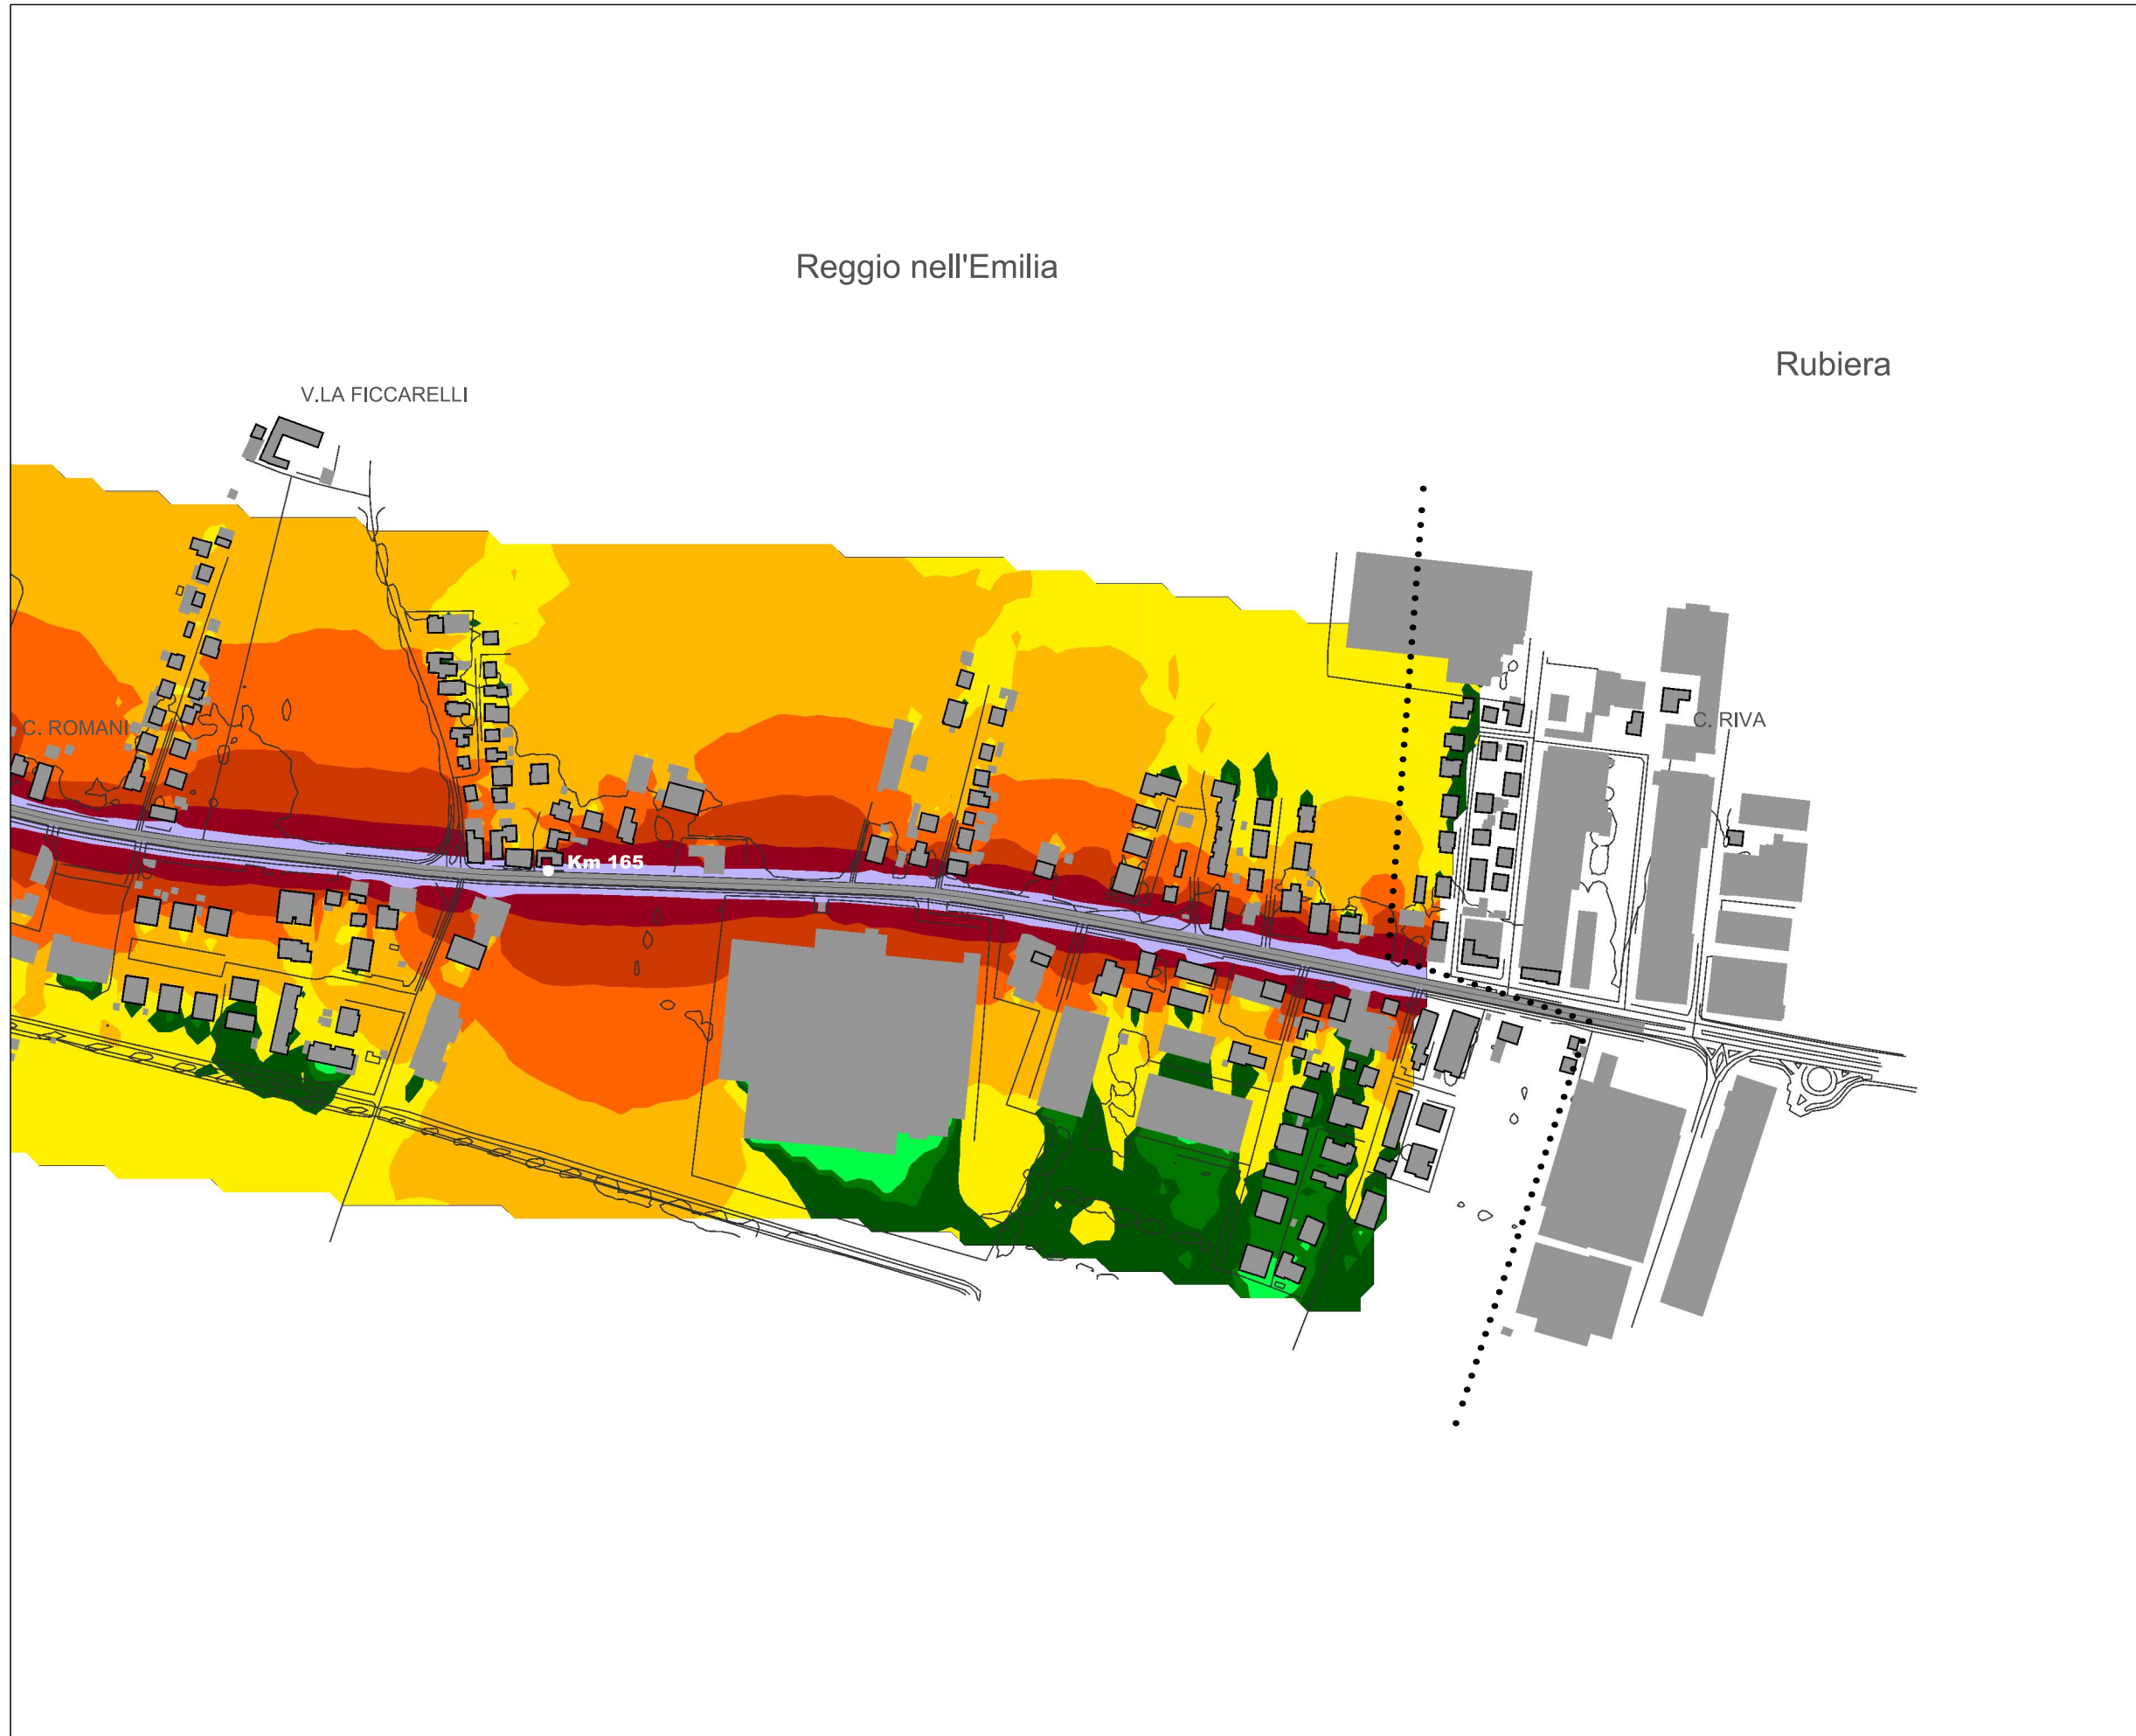 Reggio nell'Emilia
Rubiera
V.LA FICCARELLI
C. ROMANI
C. RIVA
Km 165